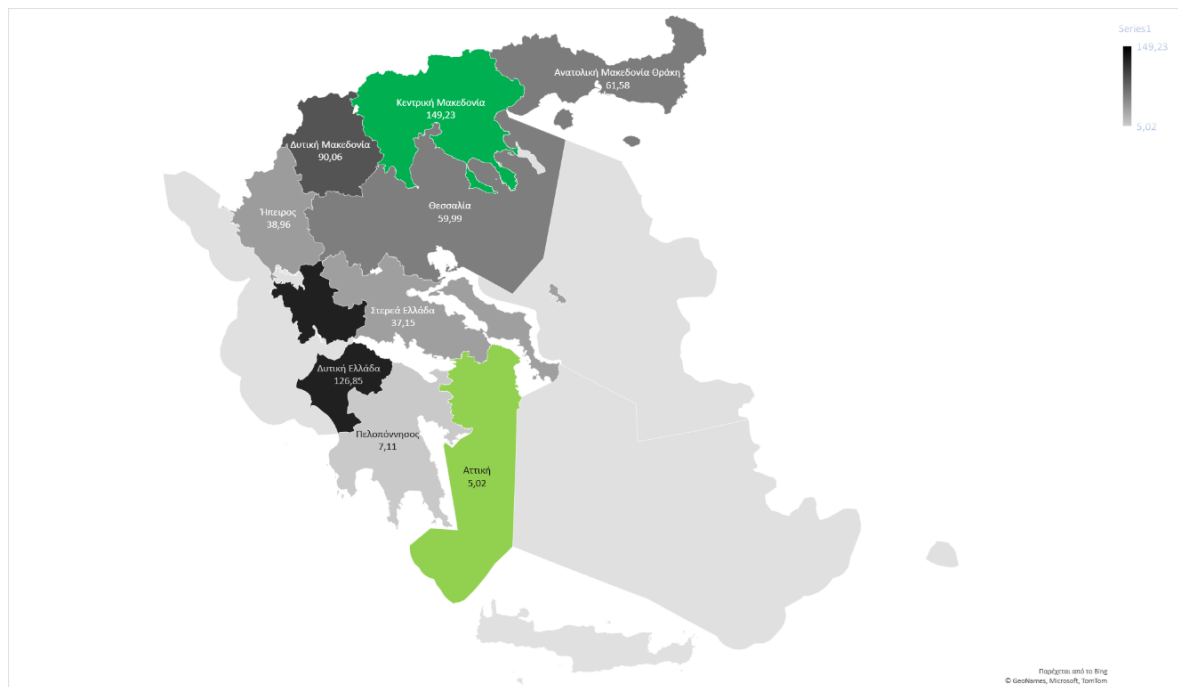 Series1
149,23
5,02
Ανατολική Μακεδονία Θράκη
61,58
Κεντρική Μακεδονία
149,23
Δυτική Μακεδονία
90,06
Ήπειρος
38,96
Θεσσαλία
59,99
Στερεά Ελλάδα
37,15
Δυτική Ελλάδα
126,85
Πελοπόννησος
7,11
Αττική
5,02
Παρέχεται από το Bing
© GeoNames, Microsoft, TomTom